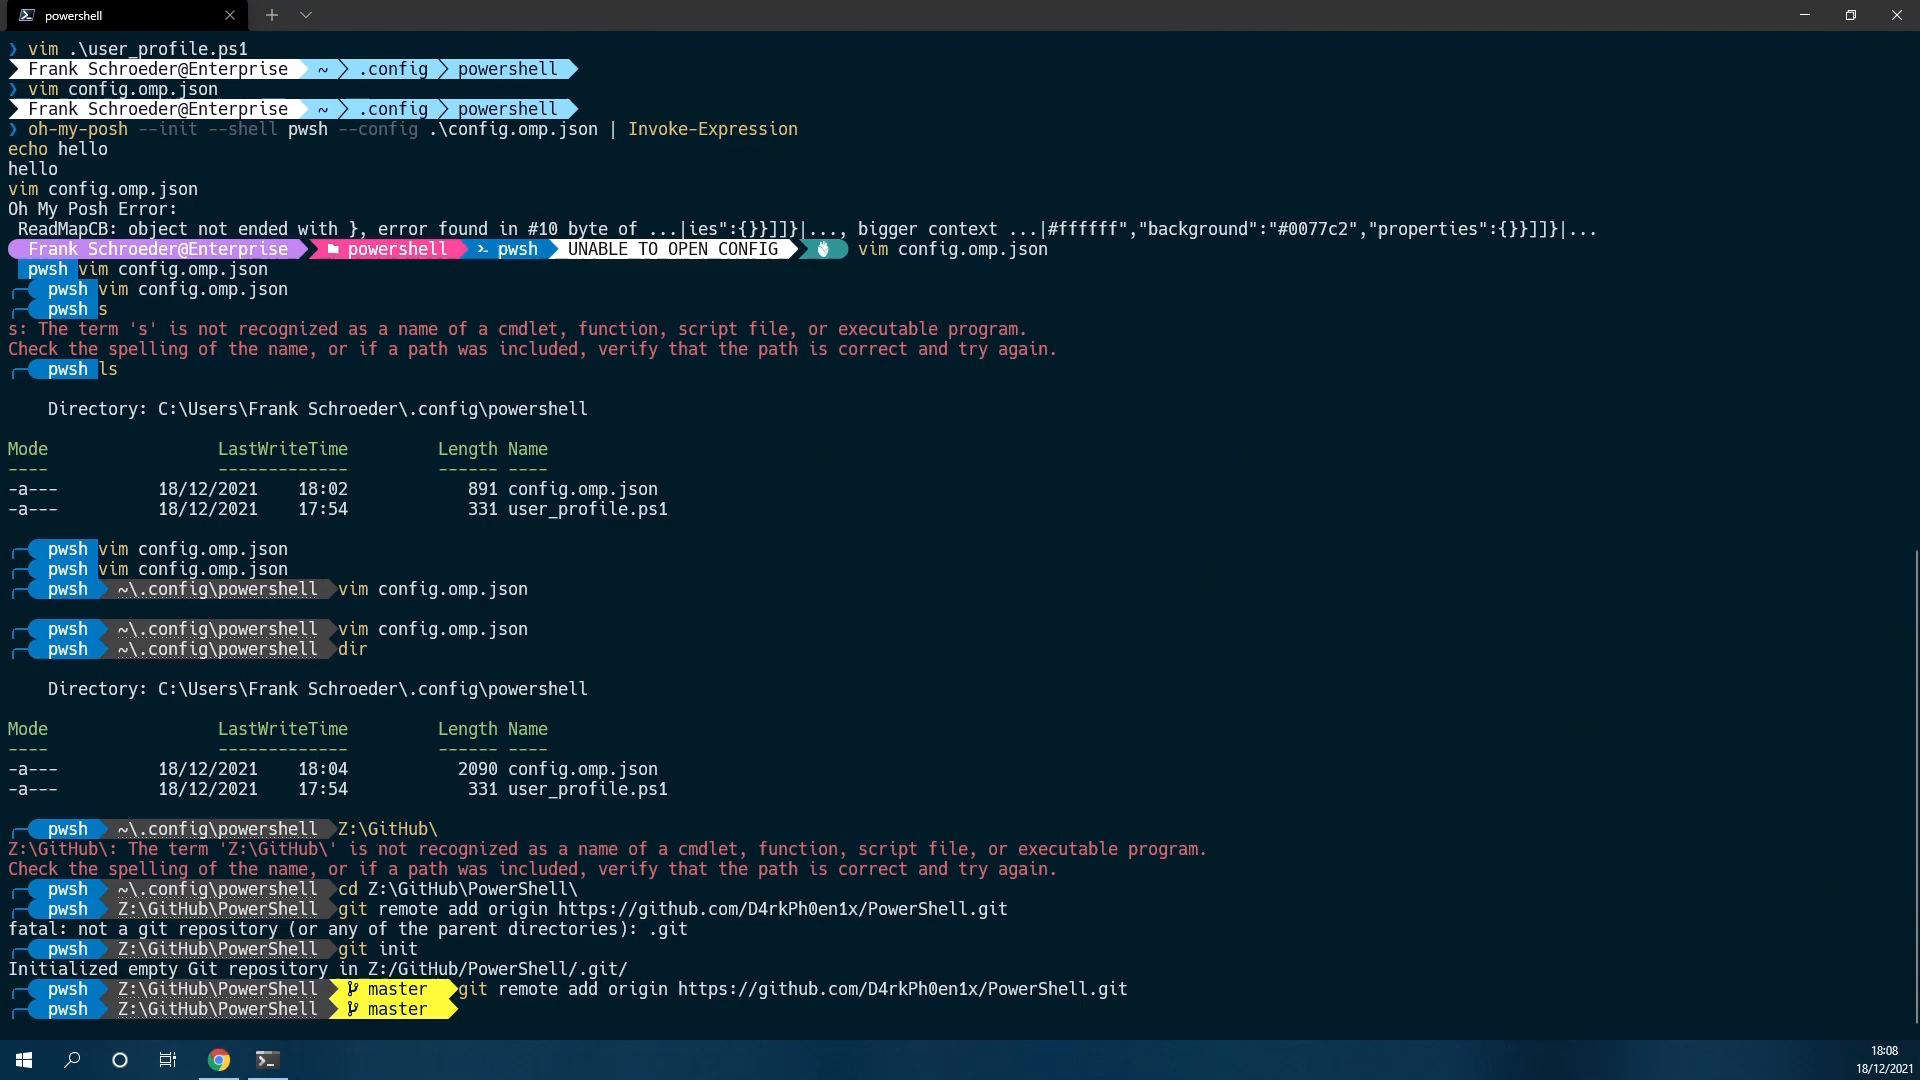 powershell
❯ vim .\user_profile.ps1
Frank Schroeder@Enterprise ~ .config powershell
❯ vim config.omp.json
Frank Schroeder@Enterprise ~ .config powershell
❯ oh-my-posh --init --shell pwsh --config .\config.omp.json | Invoke-Expression
echo hello
hello
vim config.omp.json
Oh My Posh Error:
ReadMapCB: object not ended with }, error found in #10 byte of ...|ies":{}}]]}|..., bigger context ...|#ffffff","background":"#0077c2","properties":{}}]]}|...
Frank Schroeder@Enterprise powershell pwsh UNABLE TO OPEN CONFIG vim config.omp.json
pwsh vim config.omp.json
pwsh vim config.omp.json
pwsh s
s: The term 's' is not recognized as a name of a cmdlet, function, script file, or executable program.
Check the spelling of the name, or if a path was included, verify that the path is correct and try again.
pwsh ls
Directory: C:\Users\Frank Schroeder\.config\powershell
Mode LastWriteTime Length Name
---- ------------- ------ ----
-a--- 18/12/2021 18:02 891 config.omp.json
-a--- 18/12/2021 17:54 331 user_profile.ps1
pwsh vim config.omp.json
pwsh vim config.omp.json
pwsh ~\.config\powershell vim config.omp.json
pwsh ~\.config\powershell vim config.omp.json
pwsh ~\.config\powershell dir
Directory: C:\Users\Frank Schroeder\.config\powershell
Mode LastWriteTime Length Name
---- ------------- ------ ----
-a--- 18/12/2021 18:04 2090 config.omp.json
-a--- 18/12/2021 17:54 331 user_profile.ps1
pwsh ~\.config\powershell Z:\GitHub\
Z:\GitHub\: The term 'Z:\GitHub\' is not recognized as a name of a cmdlet, function, script file, or executable program.
Check the spelling of the name, or if a path was included, verify that the path is correct and try again.
pwsh ~\.config\powershell cd Z:\GitHub\PowerShell\
pwsh Z:\GitHub\PowerShell git remote add origin https://github.com/D4rkPh0en1x/PowerShell.git
fatal: not a git repository (or any of the parent directories): .git
pwsh Z:\GitHub\PowerShell git init
Initialized empty Git repository in Z:/GitHub/PowerShell/.git/
pwsh Z:\GitHub\PowerShell master git remote add origin https://github.com/D4rkPh0en1x/PowerShell.git
pwsh Z:\GitHub\PowerShell master
18:08
18/12/2021